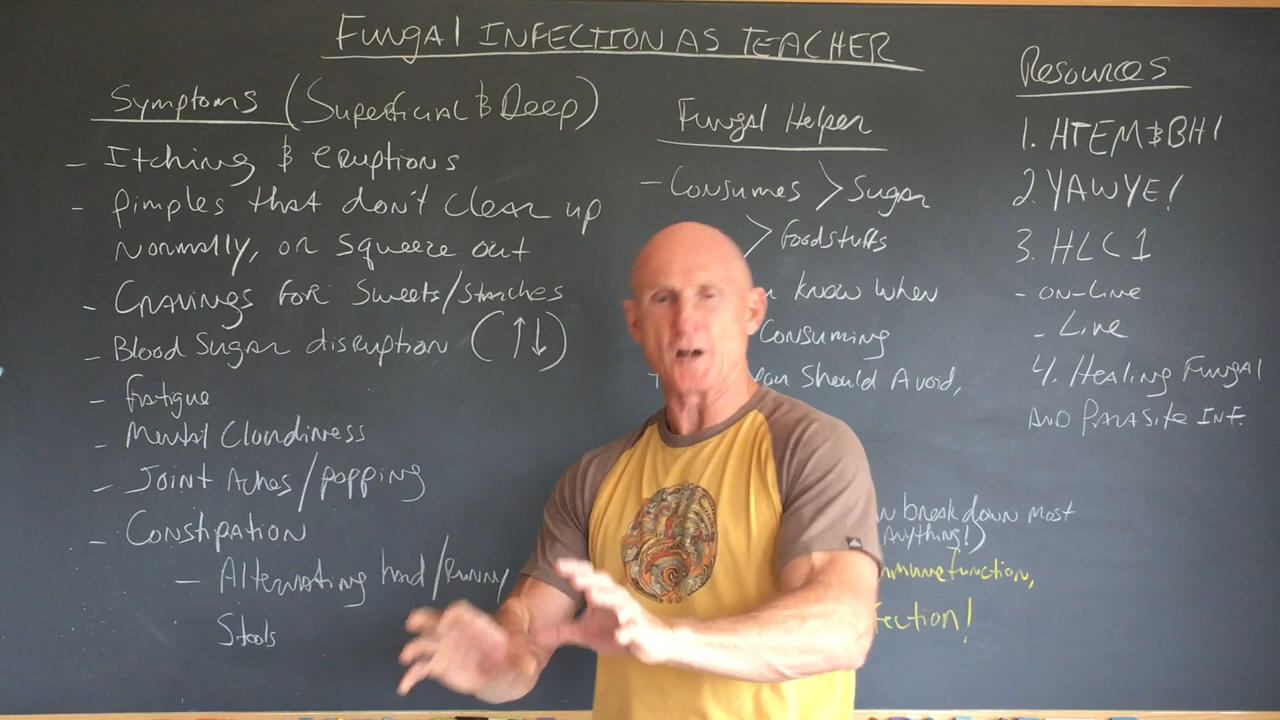 Fungal Infection as Teacher
Symptoms (Superficial & Deep)
- Itching & eruptions
- Pimples that don't clear up
normally, or squeeze out
- Cravings for Sweets/Starches
- Blood Sugar disruption (↑↓)
- fatigue
- Mental Cloudiness
- Joint Aches/popping
- Constipation
- Alternating hard/Runny
Stools
Fungal Helper
- Consumes > Sugar
> foodstuffs
know when
Consuming
you Should Avoid,
break down most
Anything!)
immune function,
Resources
1. HTEM&BH!
2. YAWYE!
3. HLC 1
- on-line
- Live
4. Healing Fungal
And Parasite Inf.